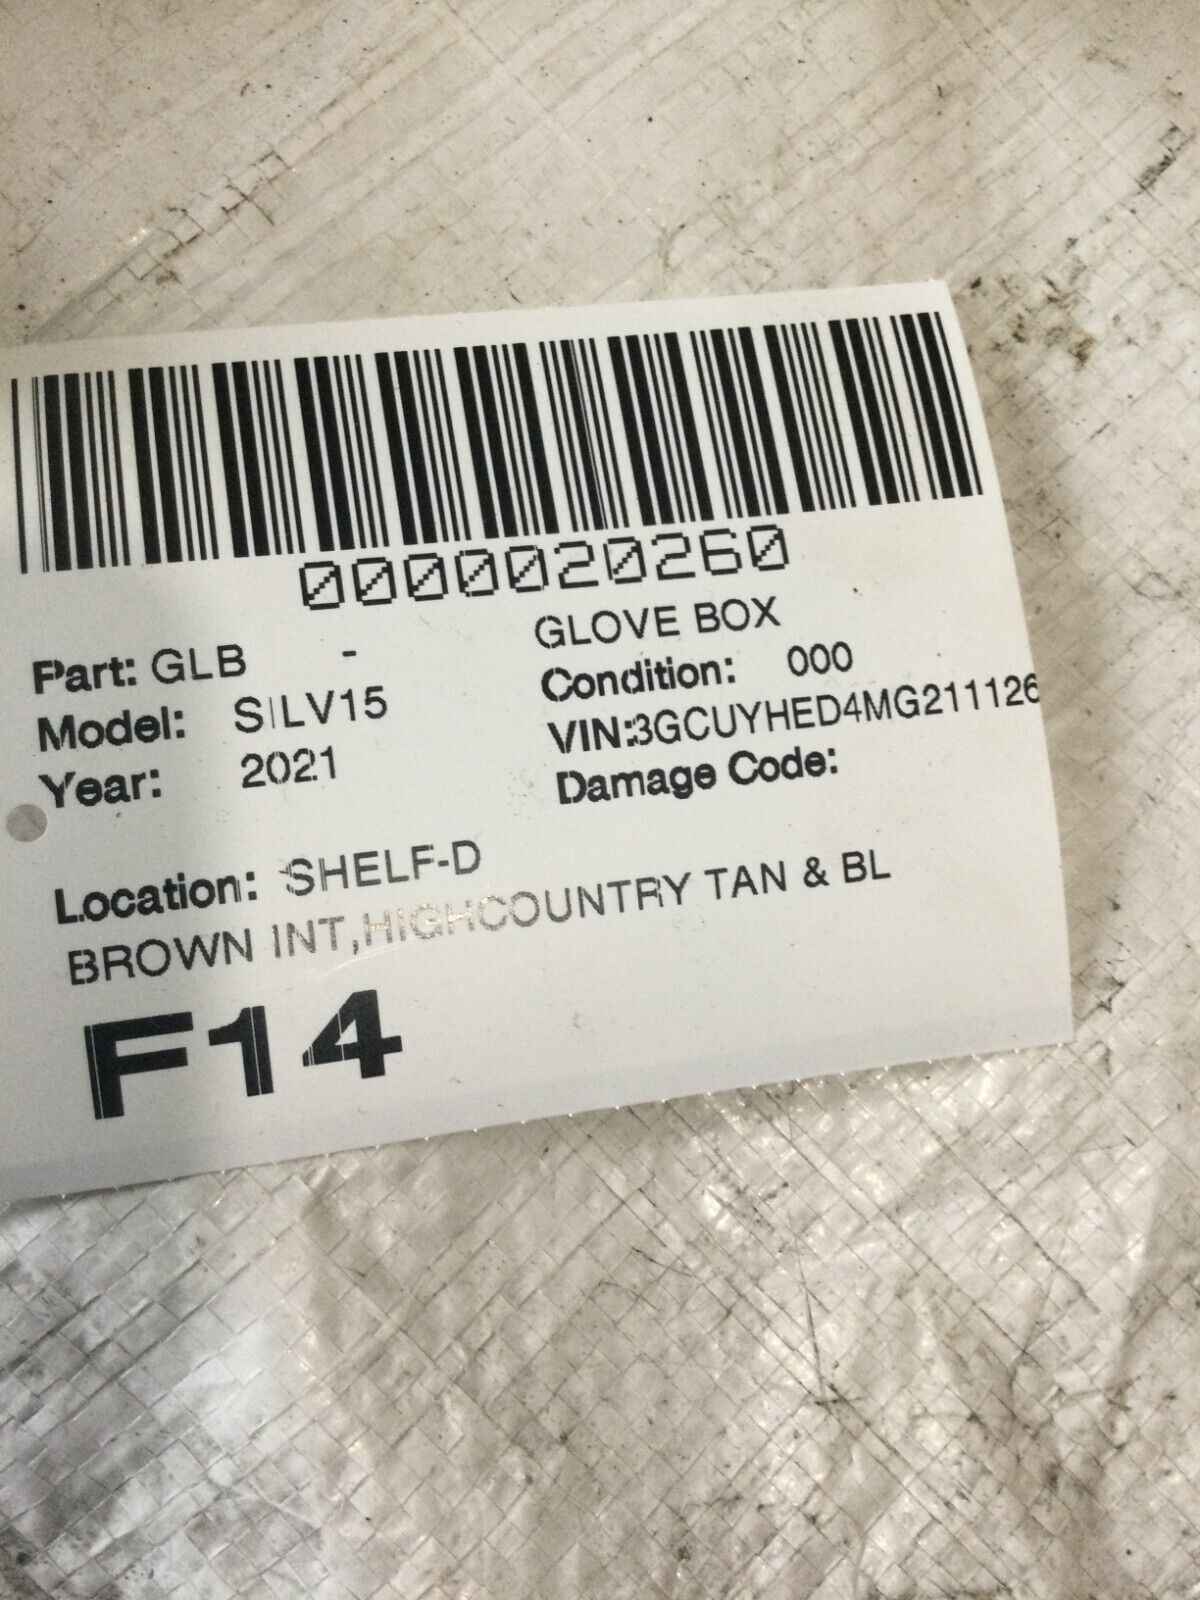 0000020260
Part: GLB - GLOVE BOX
Model: SILV15 Condition: 000
Year: 2021 VIN:3GCUYHED4MG211126
Damage Code:
Location: SHELF-D
BROWN INT,HIGHCOUNTRY TAN & BL
F14